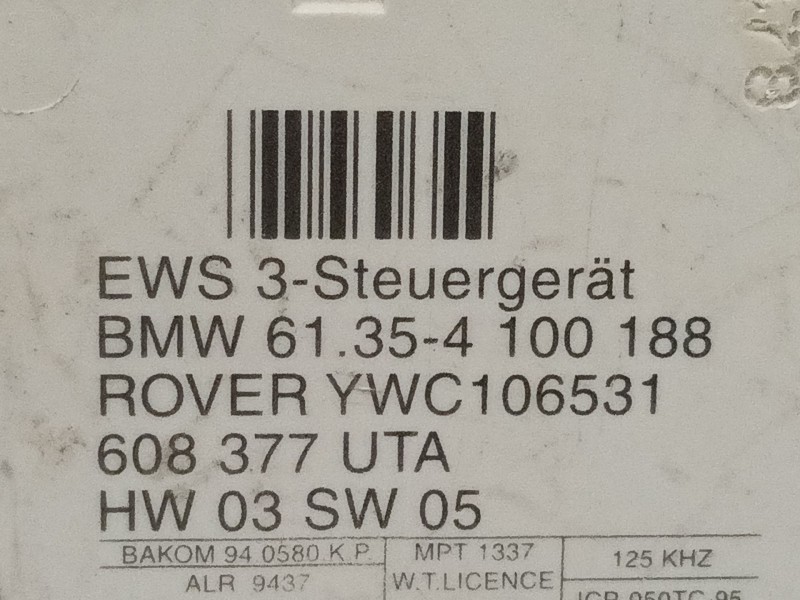 EWS 3-Steuergerät
BMW 61.35-4 100 188
ROVER YWC106531
608 377 UTA
HW 03 SW 05
BAKOM 94 0580.K.P. MPT 1337 125 KHZ
ALR 9437 W.T.LICENCE